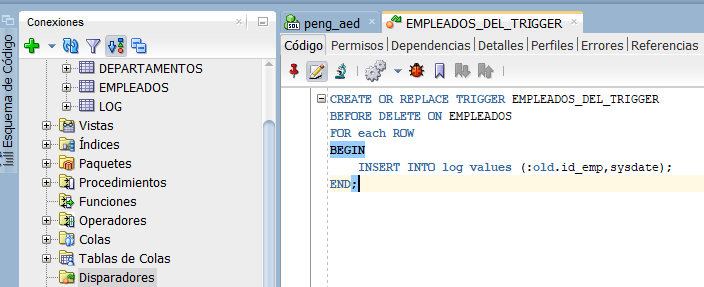 Esquema de Código
Conexiones
DEPARTAMENTOS
EMPLEADOS
LOG
Vistas
Índices
Paquetes
Procedimientos
Funciones
Operadores
Colas
Tablas de Colas
Disparadores
SQL peng_aed
EMPLEADOS_DEL_TRIGGER
Código Permisos Dependencias Detalles Perfiles Errores Referencias
CREATE OR REPLACE TRIGGER EMPLEADOS_DEL_TRIGGER
BEFORE DELETE ON EMPLEADOS
FOR each ROW
BEGIN
INSERT INTO log values (:old.id_emp,sysdate);
END;